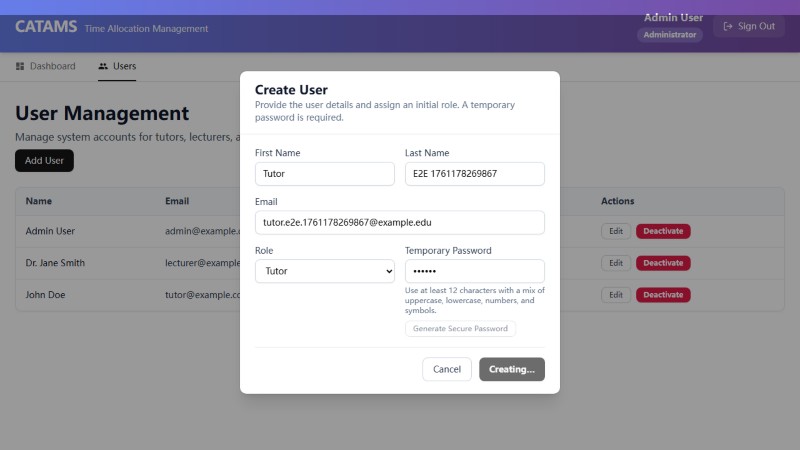 CATAMS Time Allocation Management
Admin User
Administrator
Sign Out
Dashboard Users
User Management
Manage system accounts for tutors, lecturers, a
Add User
Name Email Actions
Admin User admin@example. Edit Deactivate
Dr. Jane Smith lecturer@example Edit Deactivate
John Doe tutor@example.co Edit Deactivate
Create User
Provide the user details and assign an initial role. A temporary
password is required.
First Name Last Name
Tutor E2E 1761178269867
Email
tutor.e2e.1761178269867@example.edu
Role Temporary Password
Tutor ••••••
Use at least 12 characters with a mix of
uppercase, lowercase, numbers, and
symbols.
Generate Secure Password
Cancel Creating...